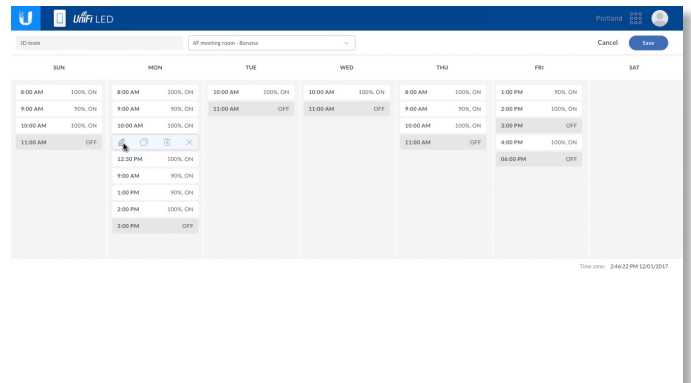 U UniFi LED Portland
ID team 6F meeting room - Banana Cancel Save
SUN MON TUE WED THU FRI SAT
8:00 AM 100%, ON 8:00 AM 100%, ON 10:00 AM 100%, ON 10:00 AM 100%, ON 8:00 AM 100%, ON 1:00 PM 90%, ON
9:00 AM 90%, ON 9:00 AM 90%, ON 11:00 AM OFF 11:00 AM OFF 9:00 AM 90%, ON 2:00 PM 100%, ON
10:00 AM 100%, ON 10:00 AM 100%, ON 10:00 AM 100%, ON 3:00 PM OFF
11:00 AM OFF 11:00 AM OFF 4:00 PM 100%, ON
12:30 PM 100%, ON 06:00 PM OFF
9:00 AM 90%, ON
1:00 PM 90%, ON
2:00 PM 100%, ON
3:00 PM OFF
Time zone: 2:46:22 PM 12/01/2017